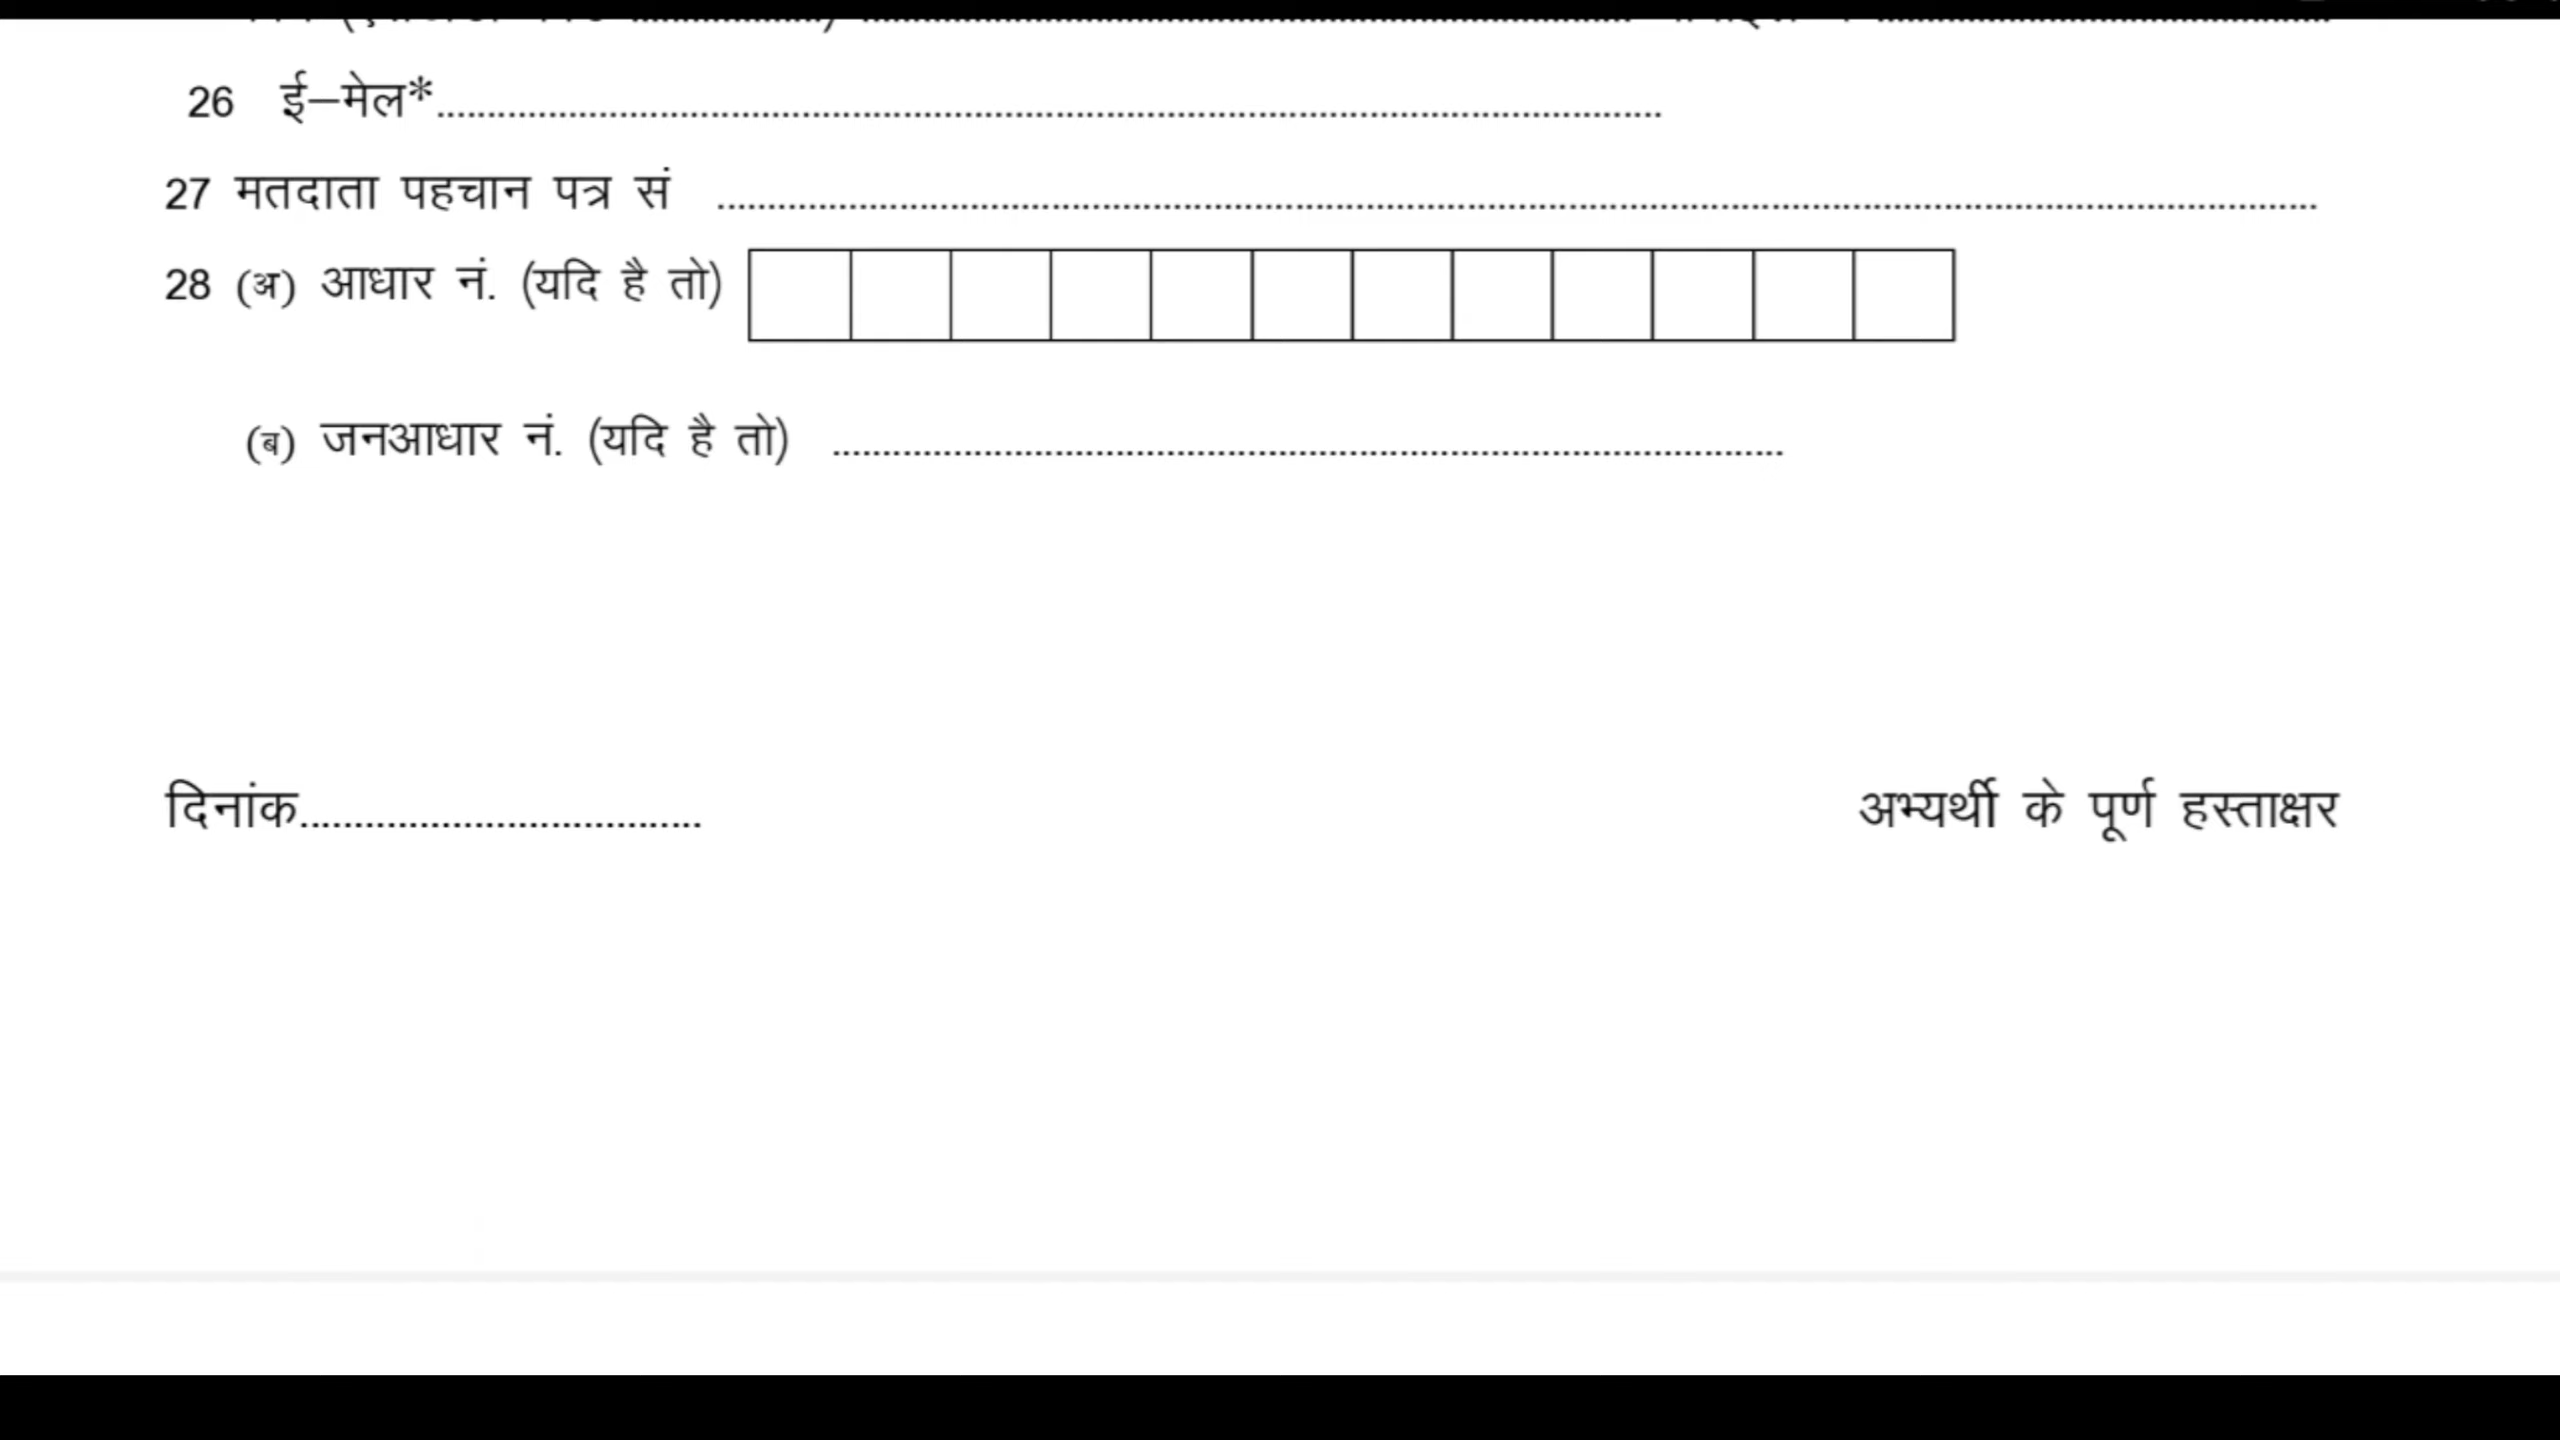 26 ई–मेल*....................................................................................................
27 मतदाता पहचान पत्र सं ....................................................................................................
28 (अ) आधार नं. (यदि है तो)
(ब) जनआधार नं. (यदि है तो) ....................................................................................................
दिनांक....................................
अभ्यर्थी के पूर्ण हस्ताक्षर